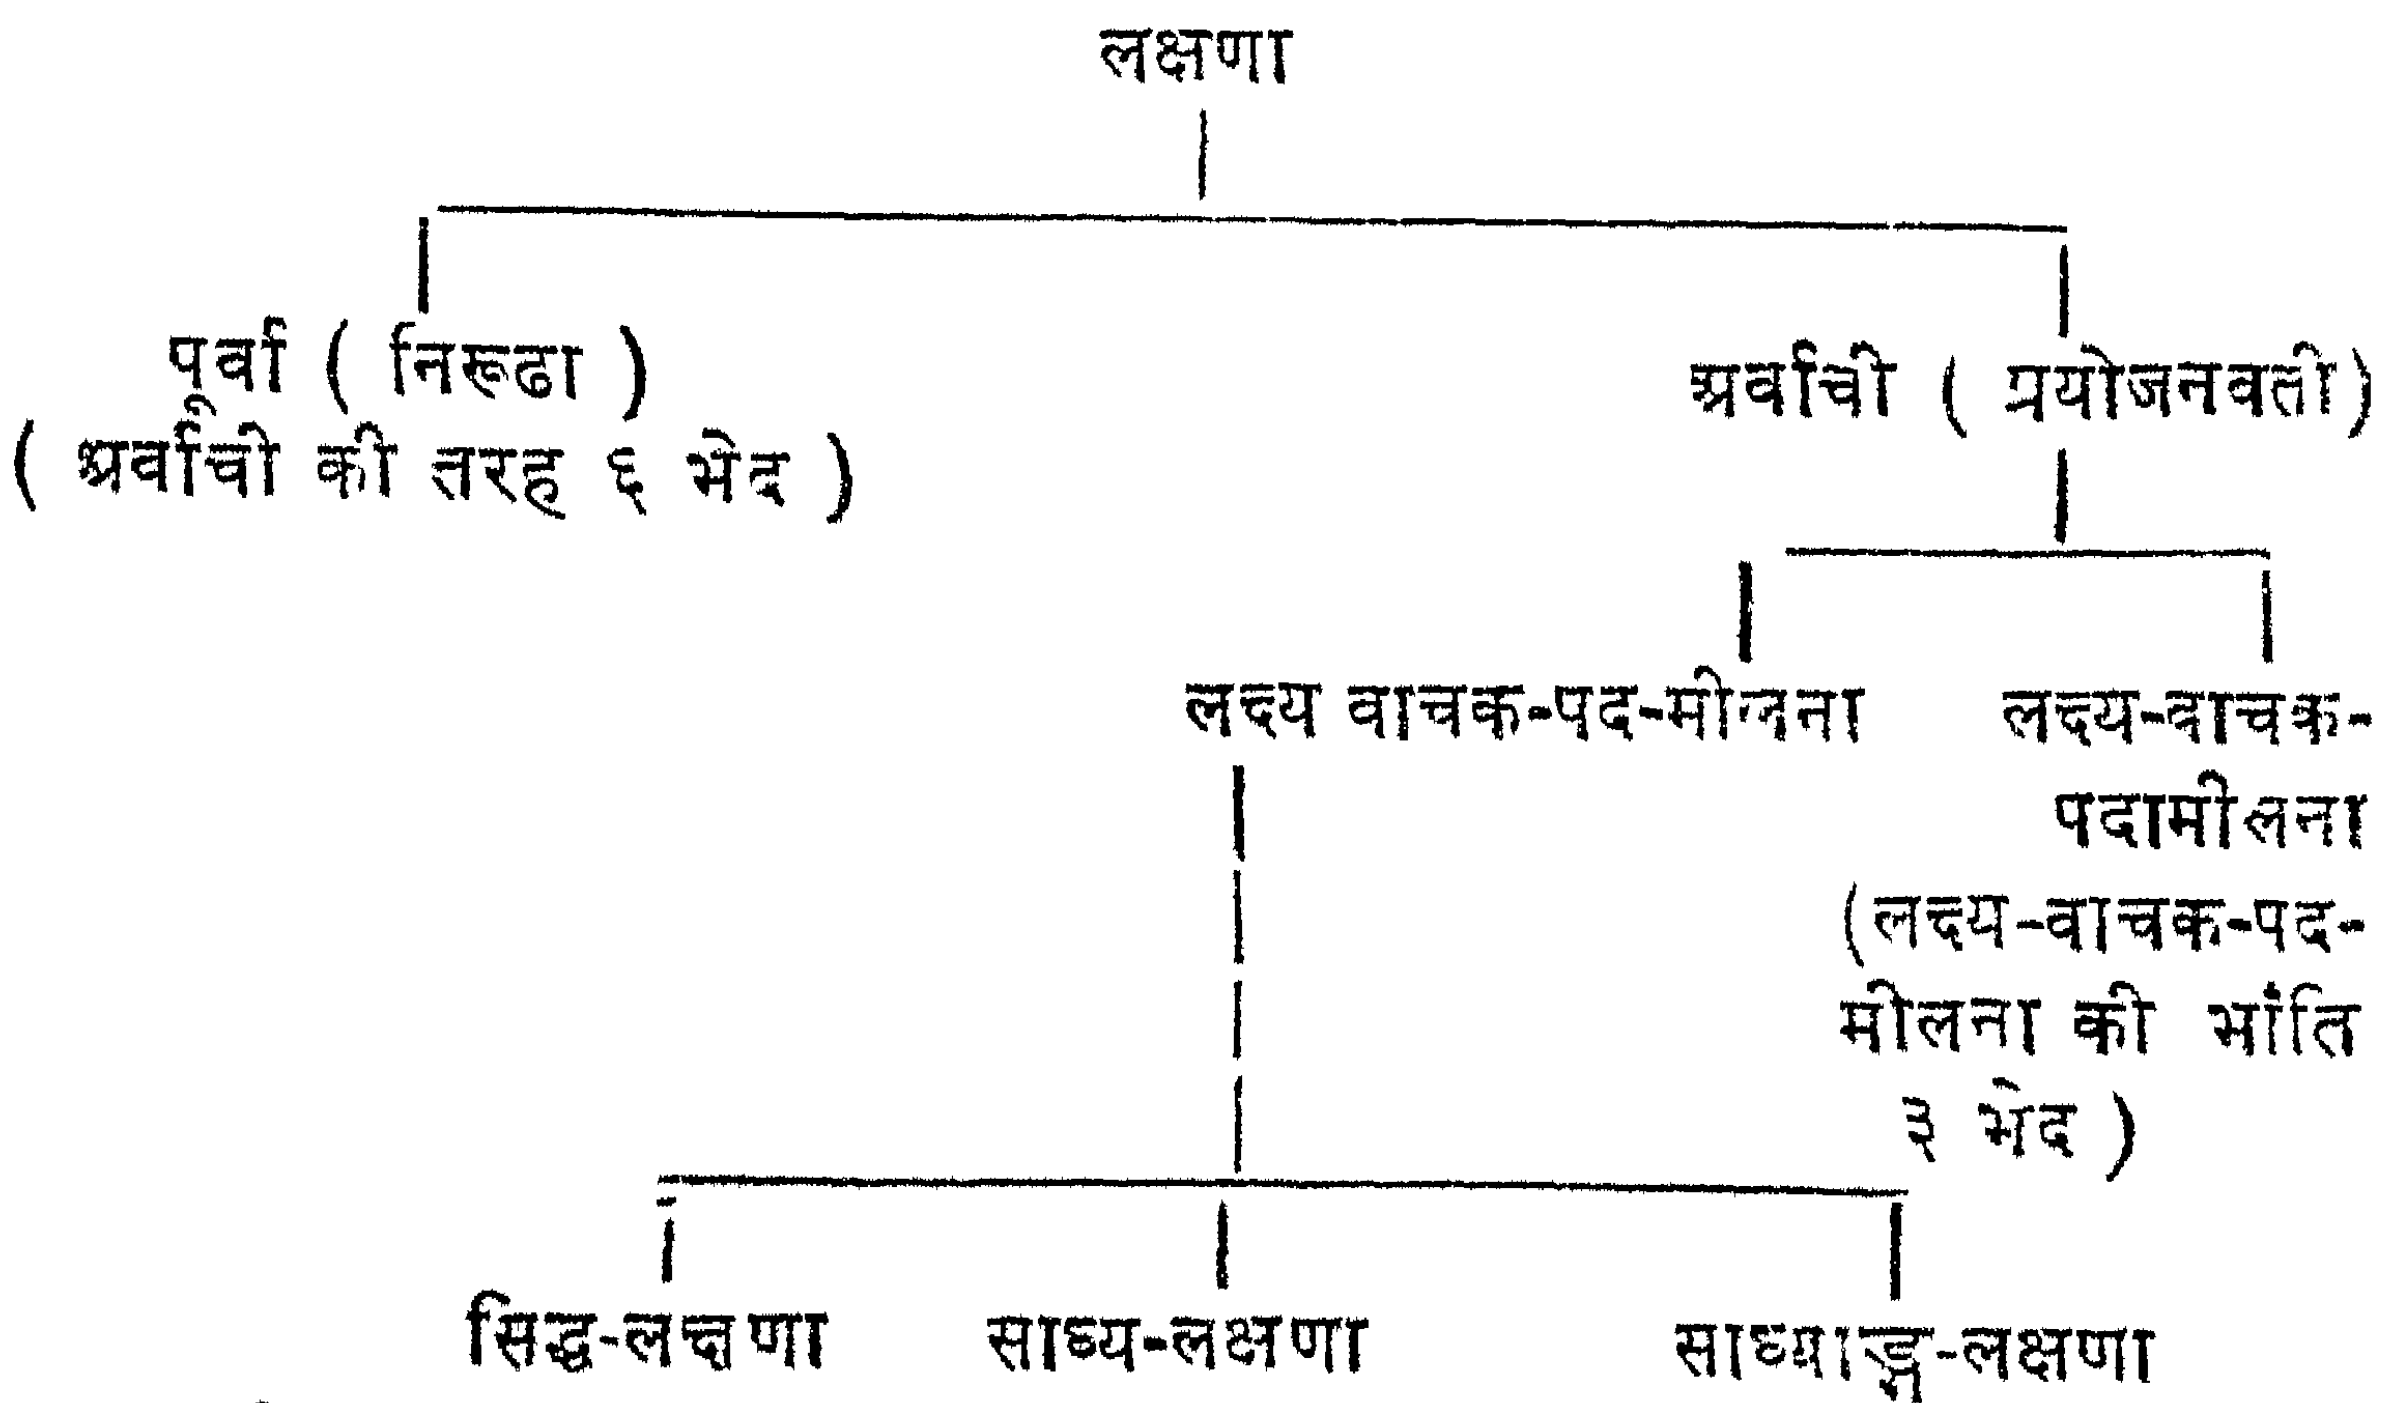 लक्षणा
पूर्वा ( निरूढा )
( अर्वाची की तरह ६ भेद )
अर्वाची ( प्रयोजनवती )
लक्ष्य वाचक-पद-मीलना
लक्ष्य-वाचक-
पदामीलना
(लक्ष्य-वाचक-पद-
मीलना की भांति
३ भेद )
सिद्ध-लक्षणा साध्य-लक्षणा साध्याङ्ग-लक्षणा